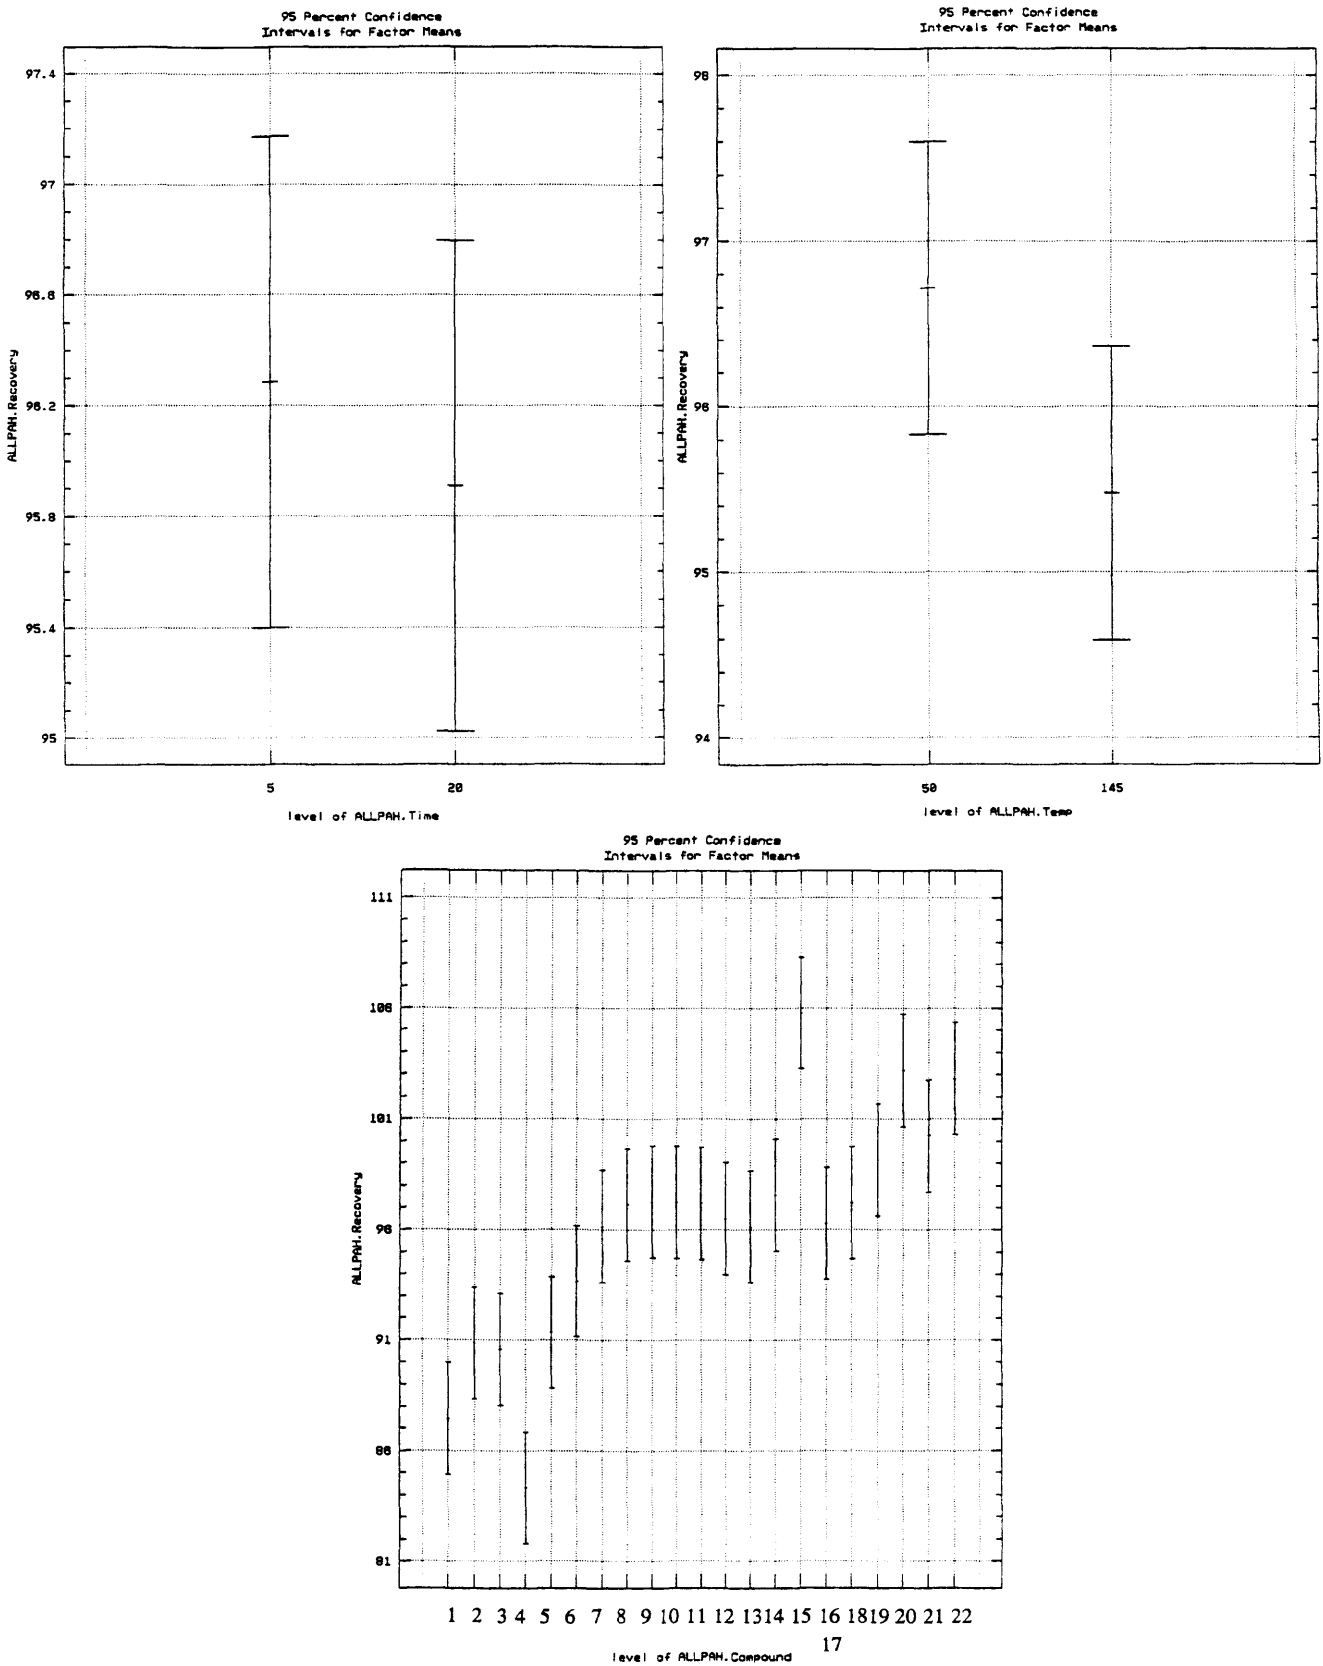 95 Percent Confidence
Intervals for Factor Means
97.4
97
96.6
96.2
95.8
95.4
95
ALLPAH.Recovery
5 20
level of ALLPAH.Time
95 Percent Confidence
Intervals for Factor Means
98
97
96
95
94
ALLPAH.Recovery
50 145
level of ALLPAH.Temp
95 Percent Confidence
Intervals for Factor Means
111
106
101
96
91
86
81
ALLPAH.Recovery
1 2 3 4 5 6 7 8 9 10 11 12 13 14 15 16 18 19 20 21 22
17
level of ALLPAH.Compound